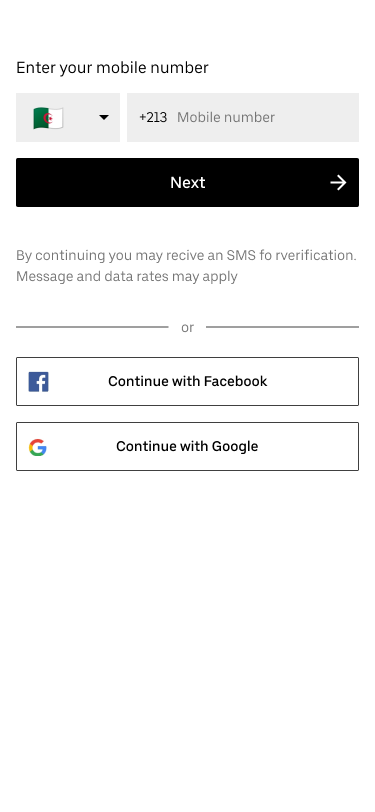 Enter your mobile number
+213 Mobile number
Next
By continuing you may recive an SMS fo rverification.
Message and data rates may apply
or
Continue with Facebook
Continue with Google